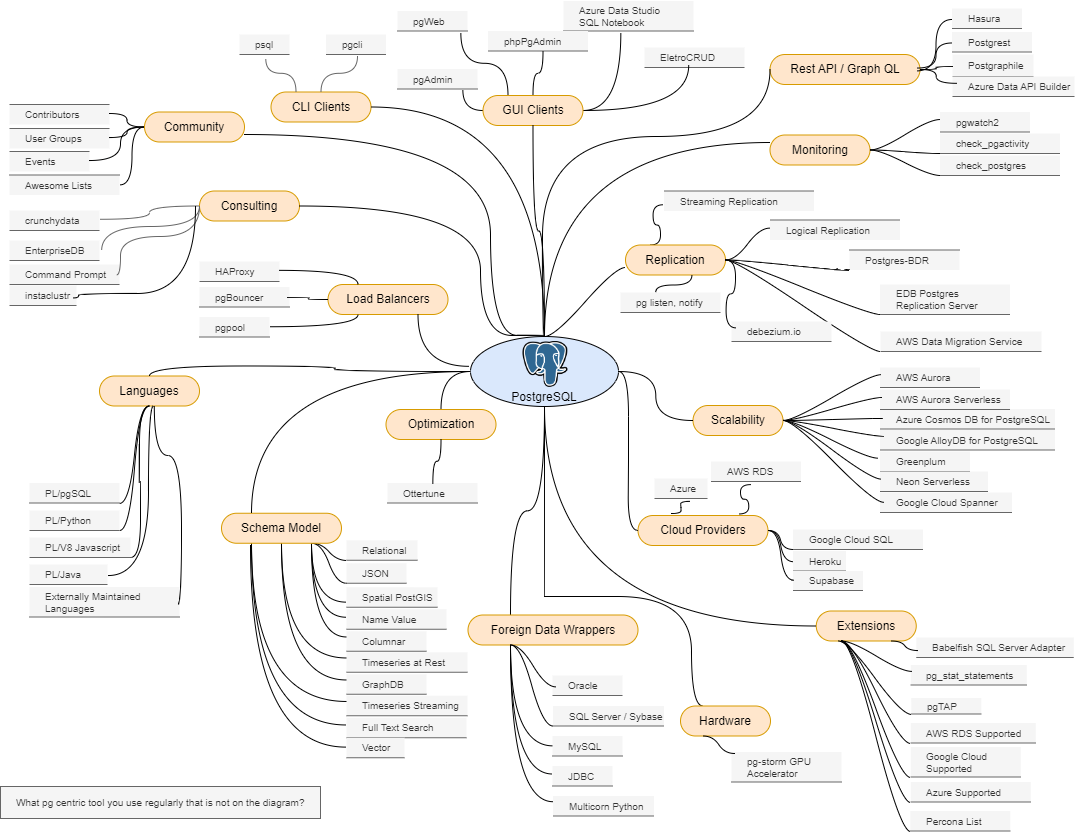 psql
pgcli
CLI Clients
pgWeb
phpPgAdmin
Azure Data Studio
SQL Notebook
EletroCRUD
pgAdmin
GUI Clients
Rest API / Graph QL
Hasura
Postgrest
Postgraphile
Azure Data API Builder
Community
Contributors
User Groups
Events
Awesome Lists
Monitoring
pgwatch2
check_pgactivity
check_postgres
Consulting
crunchydata
EnterpriseDB
Command Prompt
instaclustr
Replication
Streaming Replication
Logical Replication
Postgres-BDR
EDB Postgres
Replication Server
AWS Data Migration Service
pg listen, notify
debezium.io
Load Balancers
HAProxy
pgBouncer
pgpool
PostgreSQL
Languages
PL/pgSQL
PL/Python
PL/V8 Javascript
PL/Java
Externally Maintained
Languages
Optimization
Ottertune
Scalability
AWS Aurora
AWS Aurora Serverless
Azure Cosmos DB for PostgreSQL
Google AlloyDB for PostgreSQL
Greenplum
Neon Serverless
Google Cloud Spanner
Cloud Providers
Azure
AWS RDS
Google Cloud SQL
Heroku
Supabase
Schema Model
Relational
JSON
Spatial PostGIS
Name Value
Columnar
Timeseries at Rest
GraphDB
Timeseries Streaming
Full Text Search
Vector
Foreign Data Wrappers
Oracle
SQL Server / Sybase
MySQL
JDBC
Multicorn Python
Hardware
pg-storm GPU
Accelerator
Extensions
Babelfish SQL Server Adapter
pg_stat_statements
pgTAP
AWS RDS Supported
Google Cloud
Supported
Azure Supported
Percona List
What pg centric tool you use regularly that is not on the diagram?